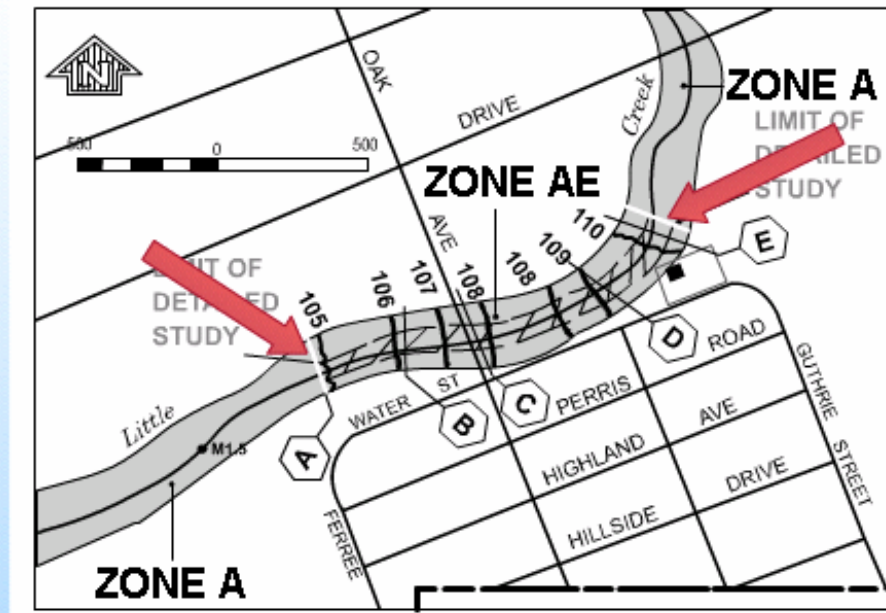 N
OAK
AVE
DRIVE
Creek
ZONE A
LIMIT OF
DETAILED
STUDY
500
0
500
ZONE AE
110
109
108
108
107
106
105
E
LIMIT OF
DETAILED
STUDY
D
C
B
A
WATER ST
PERRIS ROAD
HIGHLAND AVE
HILLSIDE DRIVE
GUTHRIE STREET
FERREE
Little
M1.5
ZONE A